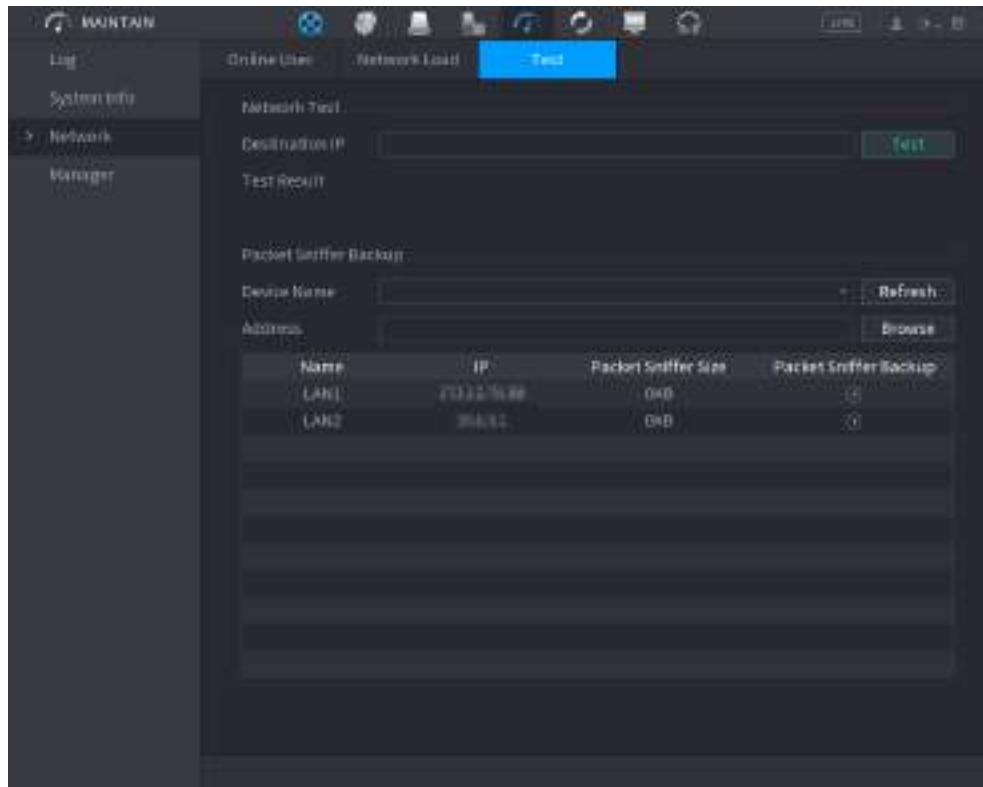 MAINTAIN
LIVE
Log
Online User
Network Load
Test
System Info
Network Test
Network
Destination IP
Test
Manager
Test Result
Packet Sniffer Backup
Device Name
Refresh
Address
Browse
Name IP Packet Sniffer Size Packet Sniffer Backup
LAN1 0KB
LAN2 0KB